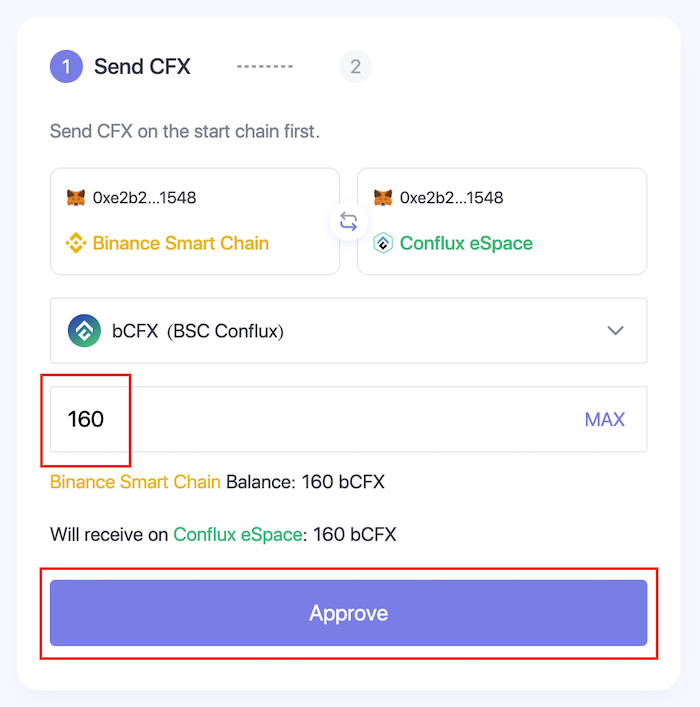 1 Send CFX -------- 2
Send CFX on the start chain first.
0xe2b2...1548
Binance Smart Chain
0xe2b2...1548
Conflux eSpace
bCFX (BSC Conflux)
160 MAX
Binance Smart Chain Balance: 160 bCFX
Will receive on Conflux eSpace: 160 bCFX
Approve